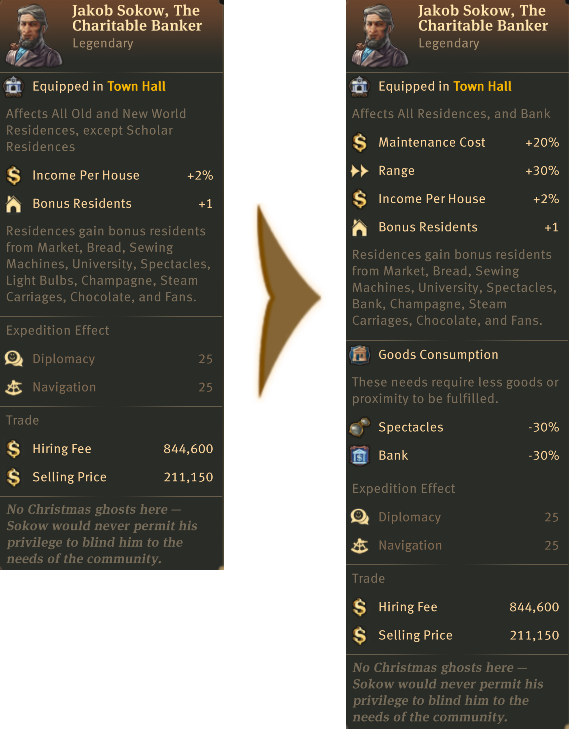 Jakob Sokow, The
Charitable Banker
Legendary
Equipped in Town Hall
Affects All Old and New World
Residences, except Scholar
Residences
Income Per House +2%
Bonus Residents +1
Residences gain bonus residents
from Market, Bread, Sewing
Machines, University, Spectacles,
Light Bulbs, Champagne, Steam
Carriages, Chocolate, and Fans.
Expedition Effect
Diplomacy 25
Navigation 25
Trade
Hiring Fee 844,600
Selling Price 211,150
No Christmas ghosts here —
Sokow would never permit his
privilege to blind him to the
needs of the community.
Jakob Sokow, The
Charitable Banker
Legendary
Equipped in Town Hall
Affects All Residences, and Bank
Maintenance Cost +20%
Range +30%
Income Per House +2%
Bonus Residents +1
Residences gain bonus residents
from Market, Bread, Sewing
Machines, University, Spectacles,
Bank, Champagne, Steam
Carriages, Chocolate, and Fans.
Goods Consumption
These needs require less goods or
proximity to be fulfilled.
Spectacles -30%
Bank -30%
Expedition Effect
Diplomacy 25
Navigation 25
Trade
Hiring Fee 844,600
Selling Price 211,150
No Christmas ghosts here —
Sokow would never permit his
privilege to blind him to the
needs of the community.